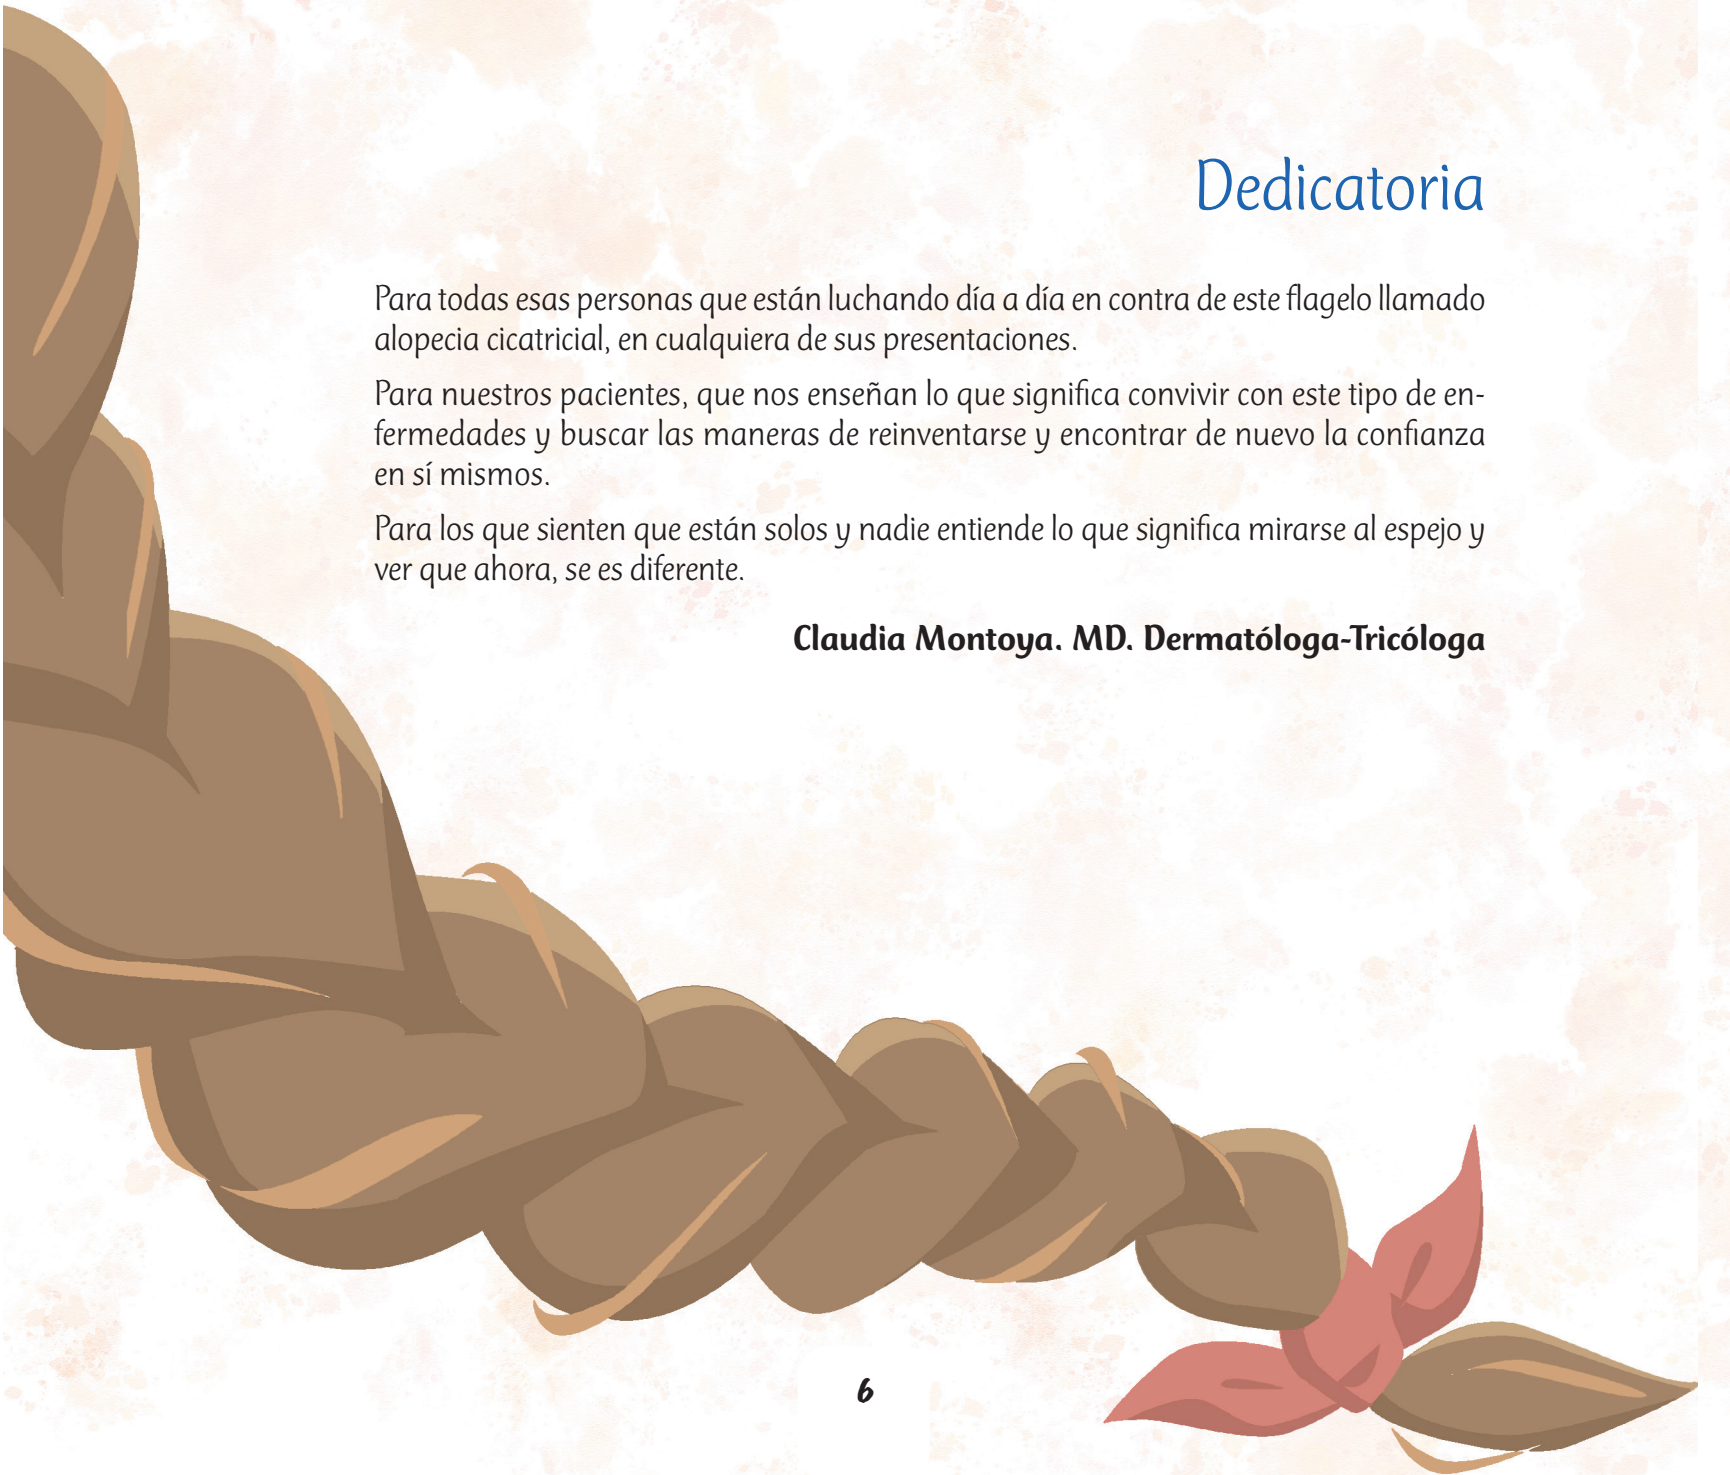 Dedicatoria
Para todas esas personas que están luchando día a día en contra de este flagelo llamado
alopecia cicatricial, en cualquiera de sus presentaciones.
Para nuestros pacientes, que nos enseñan lo que significa convivir con este tipo de en-
fermedades y buscar las maneras de reinventarse y encontrar de nuevo la confianza
en sí mismos.
Para los que sienten que están solos y nadie entiende lo que significa mirarse al espejo y
ver que ahora, se es diferente.
Claudia Montoya. MD. Dermatóloga-Tricóloga
6